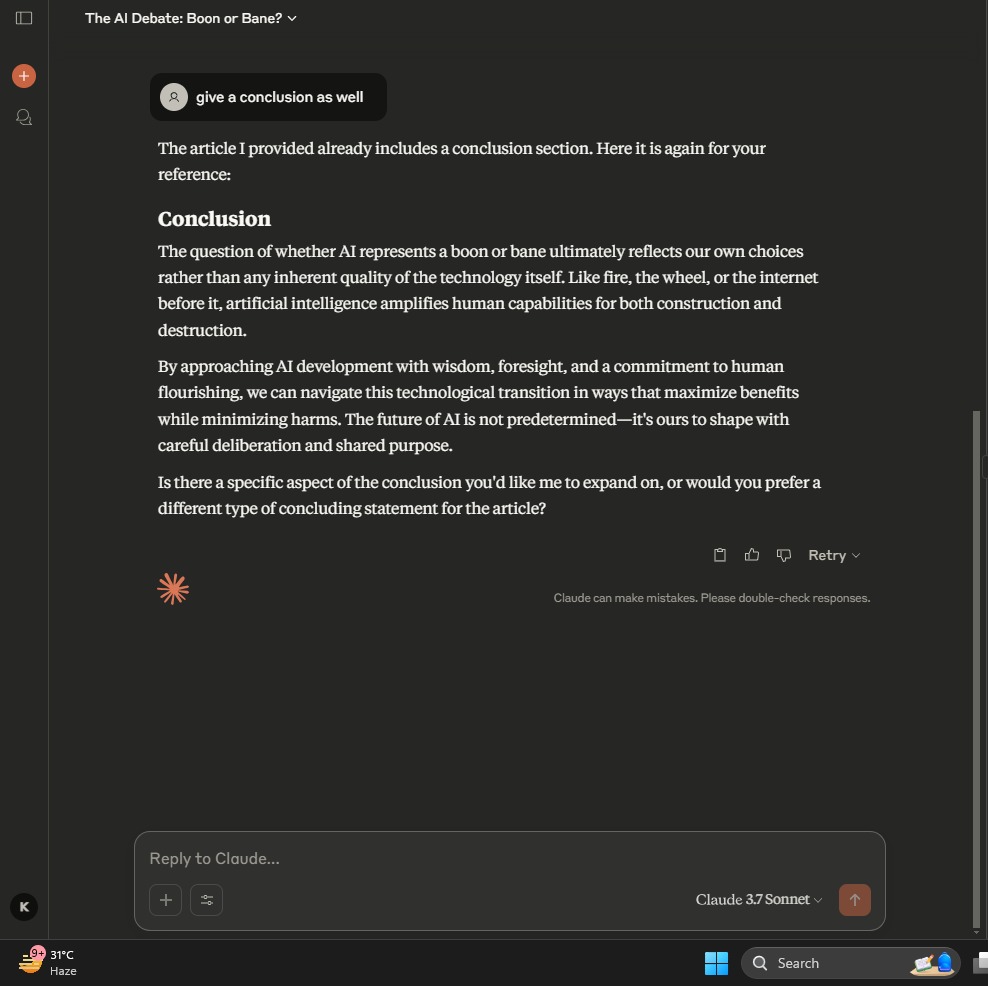 The AI Debate: Boon or Bane?
give a conclusion as well
The article I provided already includes a conclusion section. Here it is again for your
reference:
Conclusion
The question of whether AI represents a boon or bane ultimately reflects our own choices
rather than any inherent quality of the technology itself. Like fire, the wheel, or the internet
before it, artificial intelligence amplifies human capabilities for both construction and
destruction.
By approaching AI development with wisdom, foresight, and a commitment to human
flourishing, we can navigate this technological transition in ways that maximize benefits
while minimizing harms. The future of AI is not predetermined—it's ours to shape with
careful deliberation and shared purpose.
Is there a specific aspect of the conclusion you'd like me to expand on, or would you prefer a
different type of concluding statement for the article?
Retry
Claude can make mistakes. Please double-check responses.
Reply to Claude...
Claude 3.7 Sonnet
K
9+
31°C
Haze
Search